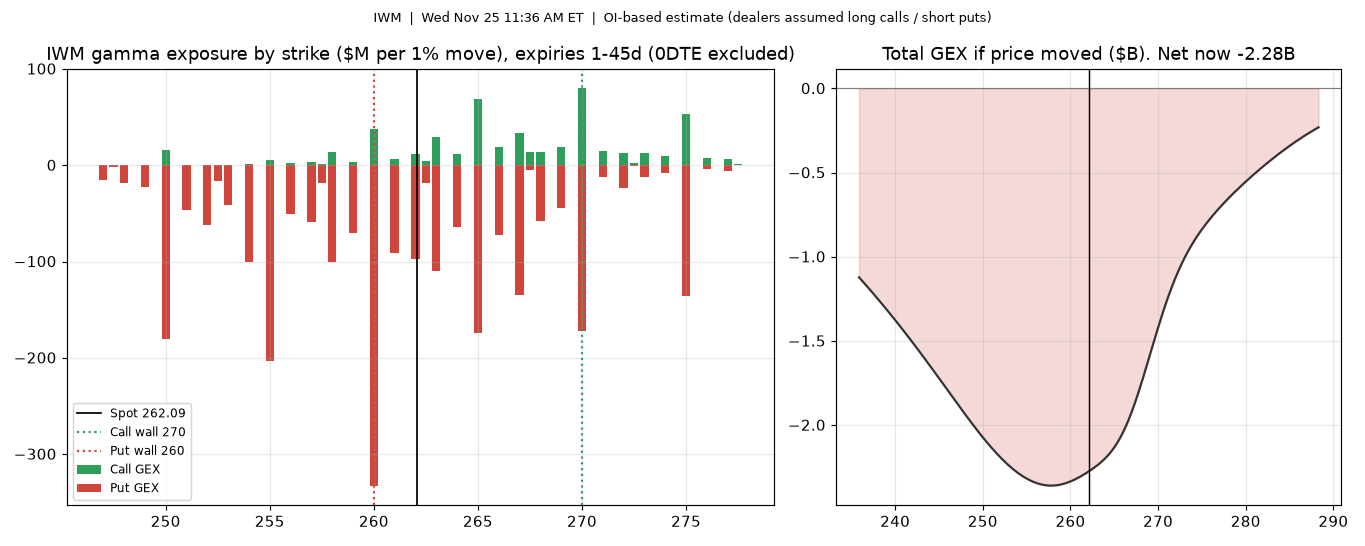 IWM | Wed Nov 25 11:36 AM ET | OI-based estimate (dealers assumed long calls / short puts)
IWM gamma exposure by strike ($M per 1% move), expiries 1-45d (0DTE excluded)
100
0
−100
−200
−300
250
255
260
265
270
275
Spot 262.09
Call wall 270
Put wall 260
Call GEX
Put GEX
Total GEX if price moved ($B). Net now -2.28B
0.0
−0.5
−1.0
−1.5
−2.0
240
250
260
270
280
290